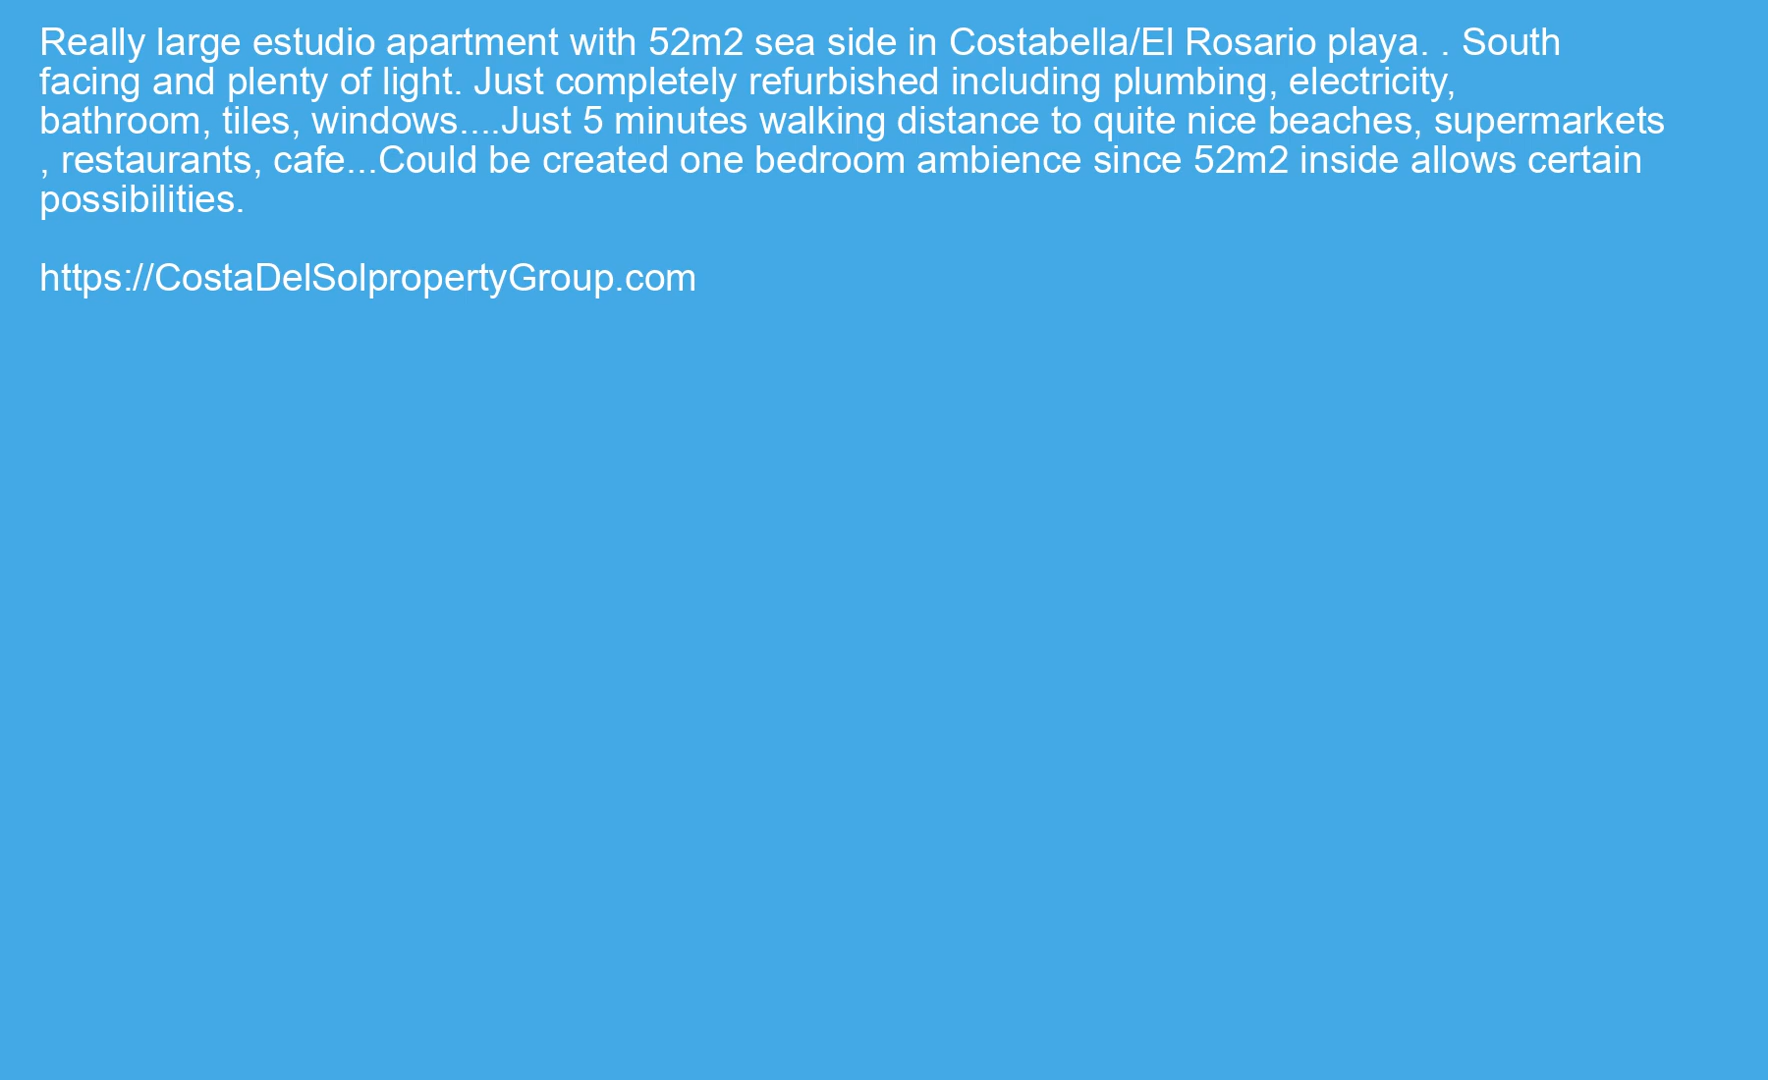 Really large estudio apartment with 52m2 sea side in Costabella/El Rosario playa. . South
facing and plenty of light. Just completely refurbished including plumbing, electricity,
bathroom, tiles, windows....Just 5 minutes walking distance to quite nice beaches, supermarkets
, restaurants, cafe...Could be created one bedroom ambience since 52m2 inside allows certain
possibilities.
https://CostaDelSolpropertyGroup.com